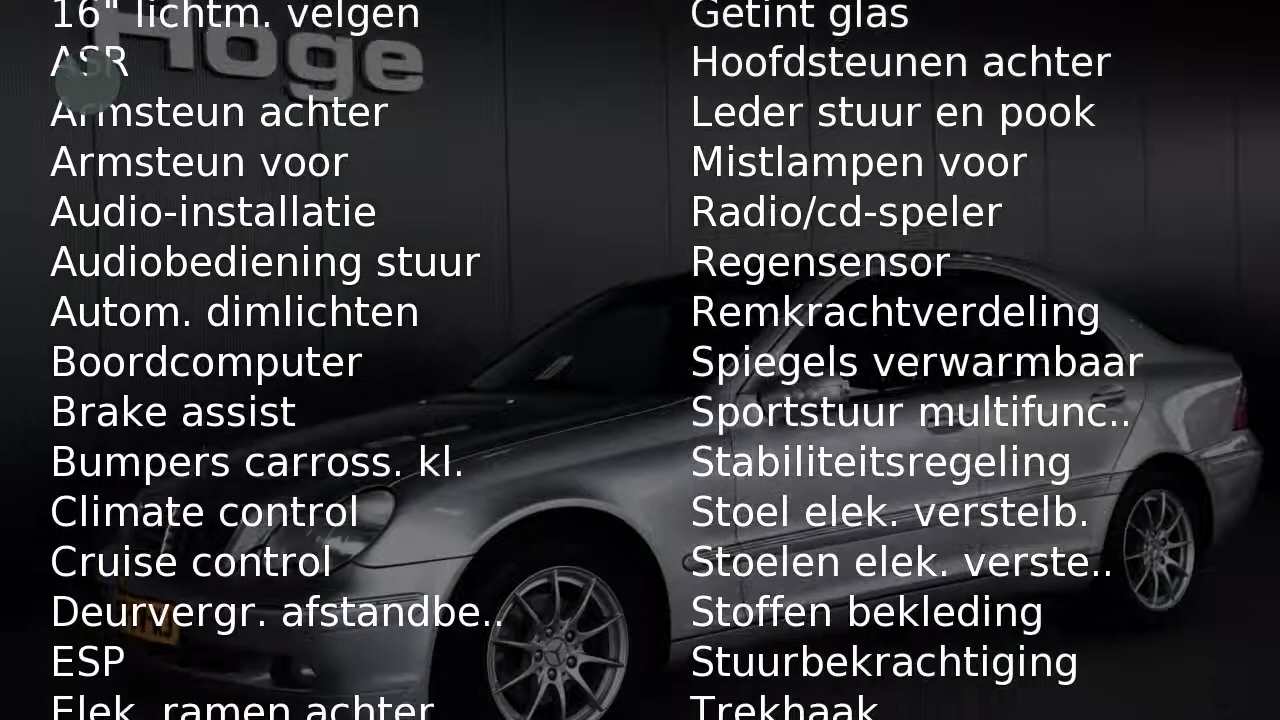 16" lichtm. velgen
ASR
Armsteun achter
Armsteun voor
Audio-installatie
Audiobediening stuur
Autom. dimlichten
Boordcomputer
Brake assist
Bumpers carross. kl.
Climate control
Cruise control
Deurvergr. afstandbe..
ESP
Elek. ramen achter
Getint glas
Hoofdsteunen achter
Leder stuur en pook
Mistlampen voor
Radio/cd-speler
Regensensor
Remkrachtverdeling
Spiegels verwarmbaar
Sportstuur multifunc..
Stabiliteitsregeling
Stoel elek. verstelb.
Stoelen elek. verste..
Stoffen bekleding
Stuurbekrachtiging
Trekhaak
Hoge